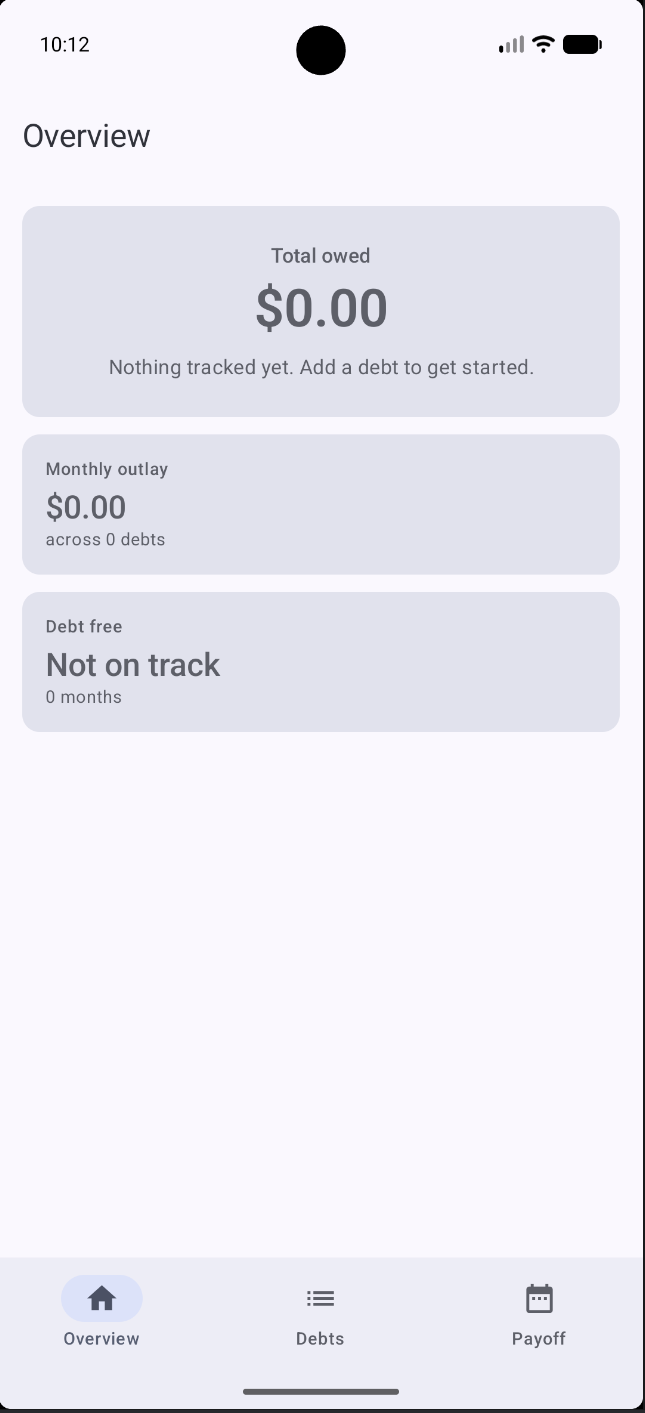 10:12
Overview
Total owed
$0.00
Nothing tracked yet. Add a debt to get started.
Monthly outlay
$0.00
across 0 debts
Debt free
Not on track
0 months
Overview
Debts
Payoff